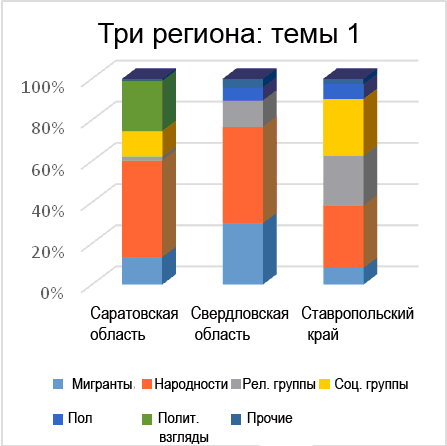 Три региона: темы 1
100%
80%
60%
40%
20%
0%
Саратовская Свердловская Ставропольский
область область край
Мигранты Народности Рел. группы Соц. группы
Пол Полит. Прочие
взгляды